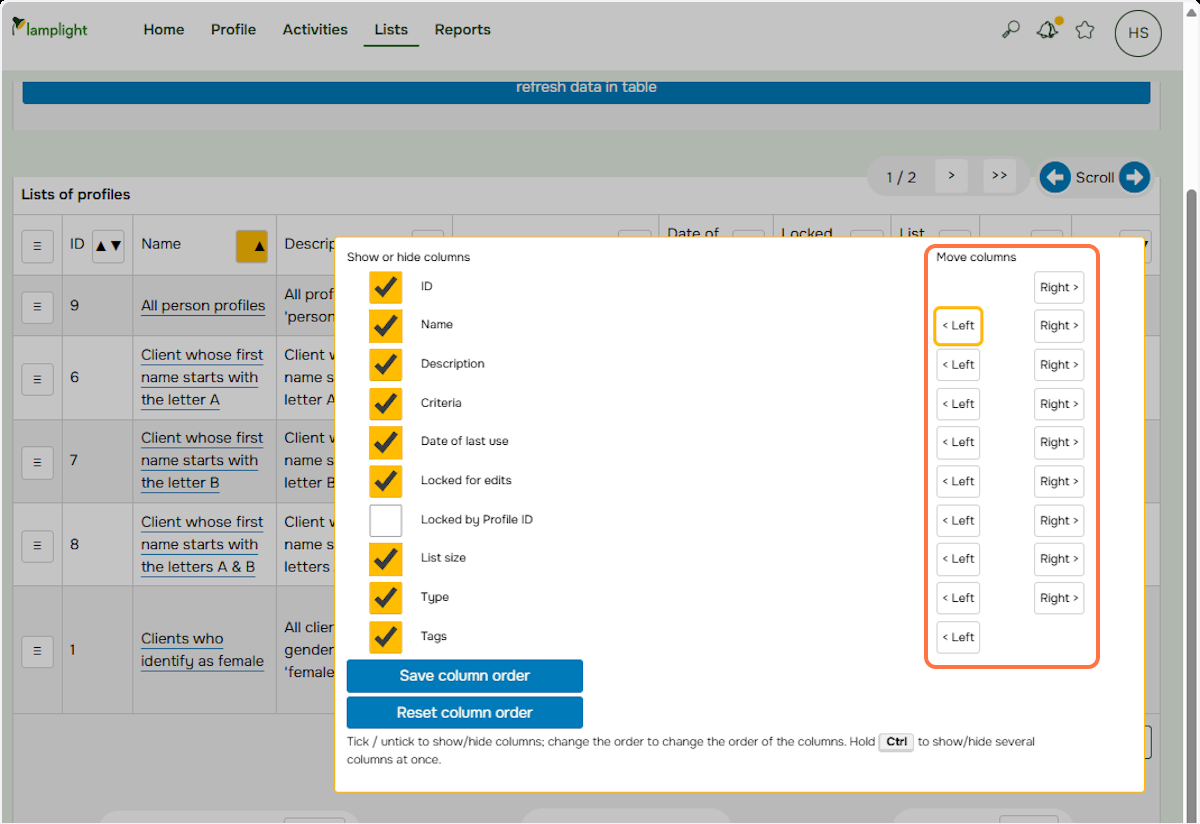 lamplight
Home Profile Activities Lists Reports
HS
refresh data in table
1 / 2 > >> Scroll
Lists of profiles
ID Name
Date of
Locked
List
9
All person profiles
All prof
'person
6
Client whose first
name starts with
the letter A
name s
letter A
7
Client whose first
name starts with
the letter B
name s
letter B
8
Client whose first
name starts with
the letters A & B
name s
letters
1
Clients who
identify as female
All clien
gender
'female
Show or hide columns
Move columns
ID Right >
Name < Left Right >
Description < Left Right >
Criteria < Left Right >
Date of last use < Left Right >
Locked for edits < Left Right >
Locked by Profile ID < Left Right >
List size < Left Right >
Type < Left Right >
Tags < Left
Save column order
Reset column order
Tick / untick to show/hide columns; change the order to change the order of the columns. Hold Ctrl to show/hide several
columns at once.